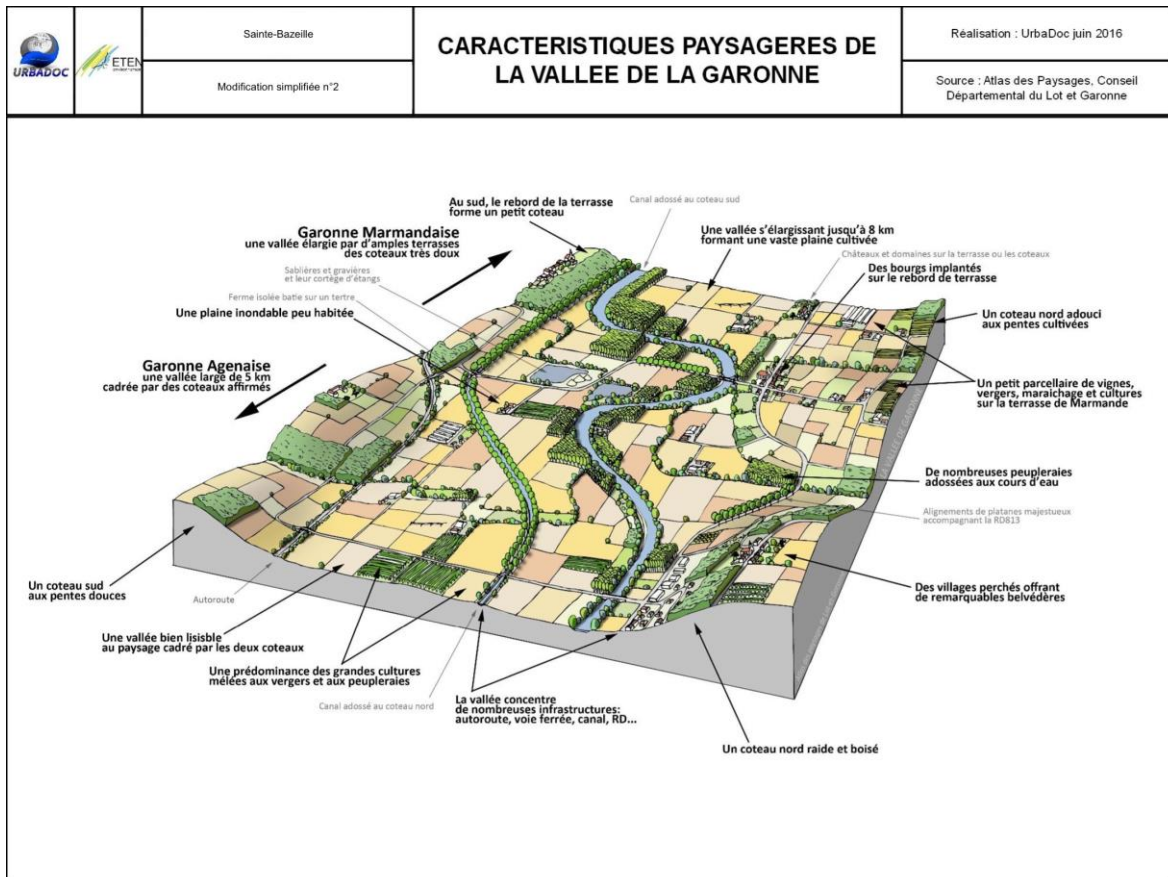 URBADOC
ETEN
Sainte-Bazeille
Modification simplifiée n°2
CARACTERISTIQUES PAYSAGERES DE
LA VALLEE DE LA GARONNE
Réalisation : UrbaDoc juin 2016
Source : Atlas des Paysages, Conseil
Départemental du Lot et Garonne
Au sud, le rebord de la terrasse
forme un petit coteau
Canal adossé au coteau sud
Garonne Marmandaise
une vallée élargie par d'amples terrasses
des coteaux très doux
Une vallée s'élargissant jusqu'à 8 km
formant une vaste plaine cultivée
Châteaux et domaines sur la terrasse ou les coteaux
Des bourgs implantés
sur le rebord de terrasse
Sablières et gravières
et leur cortège d'étangs
Ferme isolée batie sur un tertre
Une plaine inondable peu habitée
Un coteau nord adouci
aux pentes cultivées
Garonne Agenaise
une vallée large de 5 km
cadrée par des coteaux affirmés
Un petit parcellaire de vignes,
vergers, maraichage et cultures
sur la terrasse de Marmande
LA VALLÉE DE GARONNE
De nombreuses peupleraies
adossées aux cours d'eau
Alignements de platanes majestueux
accompagnant la RD813
Un coteau sud
aux pentes douces
Autoroute
Des villages perchés offrant
de remarquables belvédères
Une vallée bien lisible
au paysage cadré par les deux coteaux
Une prédominance des grandes cultures
mêlées aux vergers et aux peupleraies
Canal adossé au coteau nord
La vallée concentre
de nombreuses infrastructures:
autoroute, voie ferrée, canal, RD...
Un coteau nord raide et boisé